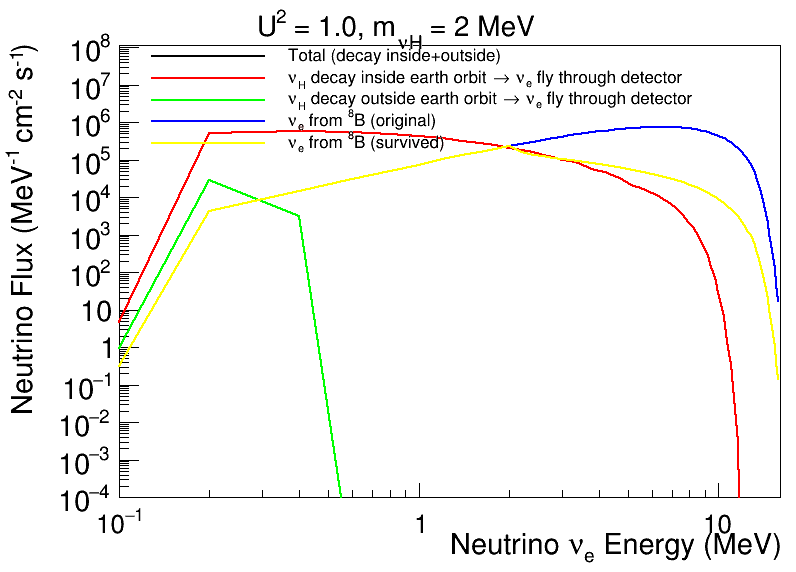 U² = 1.0, m_νH = 2 MeV
Total (decay inside+outside)
ν_H decay inside earth orbit → ν_e fly through detector
ν_H decay outside earth orbit → ν_e fly through detector
ν_e from ⁸B (original)
ν_e from ⁸B (survived)
Neutrino Flux (MeV⁻¹ cm⁻² s⁻¹)
10⁸
10⁷
10⁶
10⁵
10⁴
10³
10²
10
1
10⁻¹
10⁻²
10⁻³
10⁻⁴
10⁻¹ 1 10
Neutrino ν_e Energy (MeV)